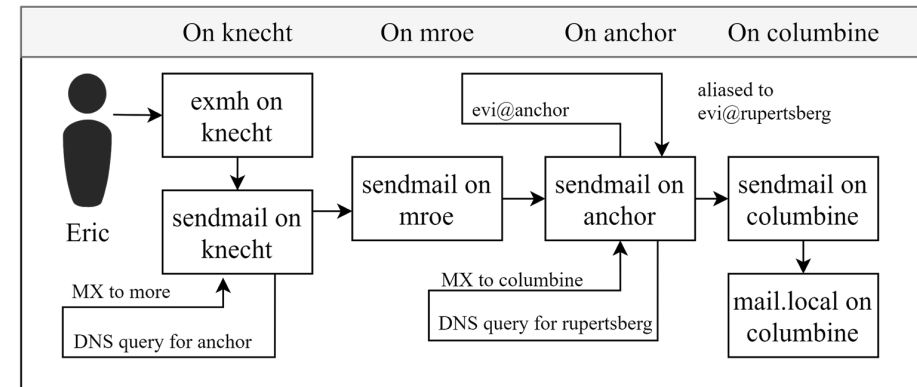 On knecht
On mroe
On anchor
On columbine
exmh on
knecht
Eric
sendmail on
knecht
MX to more
DNS query for anchor
sendmail on
mroe
evi@anchor
aliased to
evi@rupertsberg
sendmail on
anchor
MX to columbine
DNS query for rupertsberg
sendmail on
columbine
mail.local on
columbine